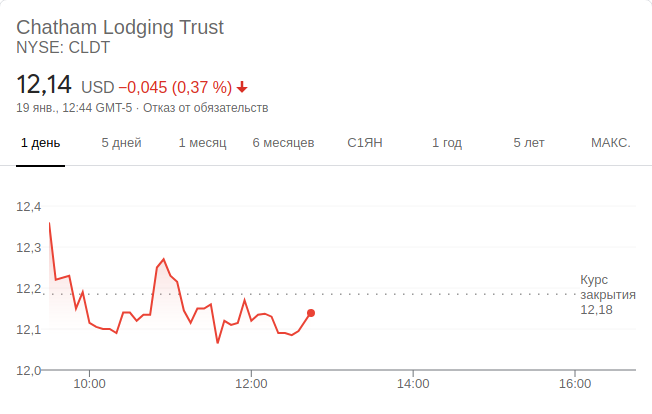 Chatham Lodging Trust
NYSE: CLDT
12,14 USD −0,045 (0,37 %)
19 янв., 12:44 GMT-5 · Отказ от обязательств
1 день 5 дней 1 месяц 6 месяцев С1ЯН 1 год 5 лет МАКС.
12,4
12,3
12,2
12,1
12,0
Курс
закрытия
12,18
10:00 12:00 14:00 16:00